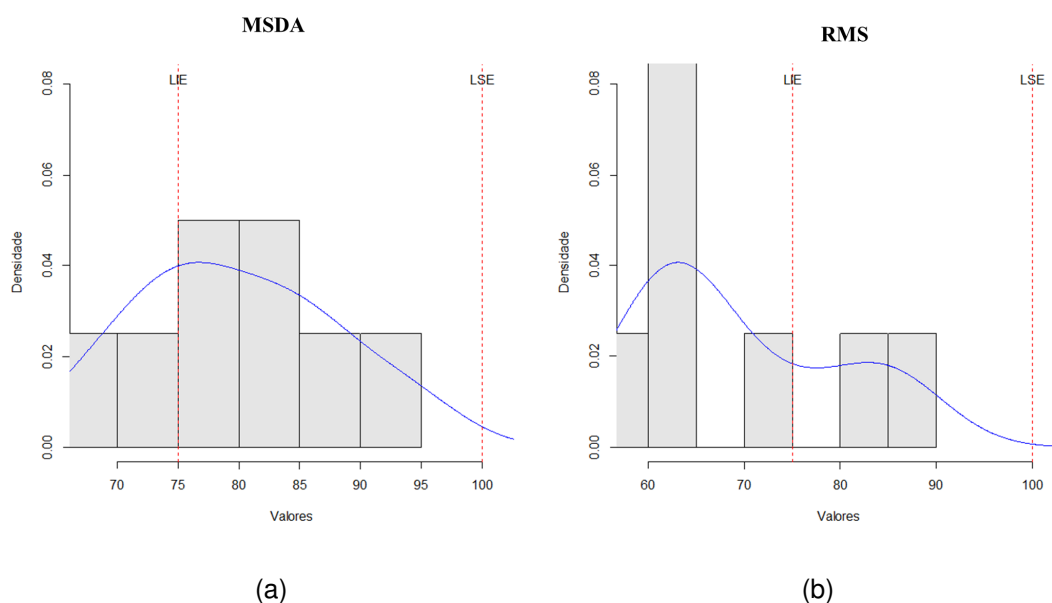 MSDA
LIE
LSE
0.08
0.06
0.04
0.02
0.00
Densidade
70 75 80 85 90 95 100
Valores
(a)
RMS
LIE
LSE
0.08
0.06
0.04
0.02
0.00
Densidade
60 70 80 90 100
Valores
(b)